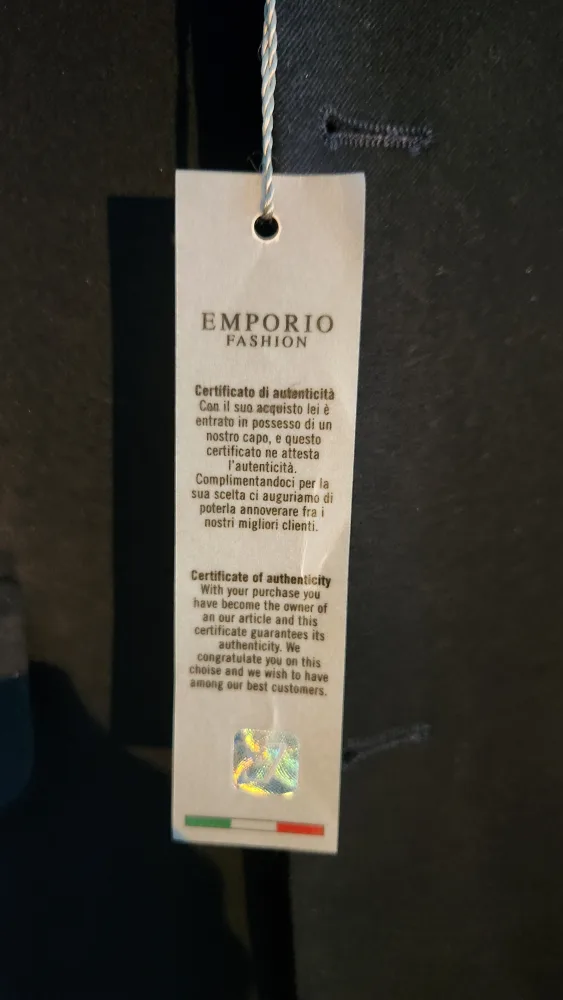 EMPORIO
FASHION
Certificato di autenticità
Con il suo acquisto lei è
entrato in possesso di un
nostro capo, e questo
certificato ne attesta
l'autenticità.
Complimentandoci per la
sua scelta ci auguriamo di
poterla annoverare fra i
nostri migliori clienti.
Certificate of authenticity
With your purchase you
have become the owner of
an our article and this
certificate guarantees its
authenticity. We
congratulate you on this
choise and we wish to have
among our best customers.